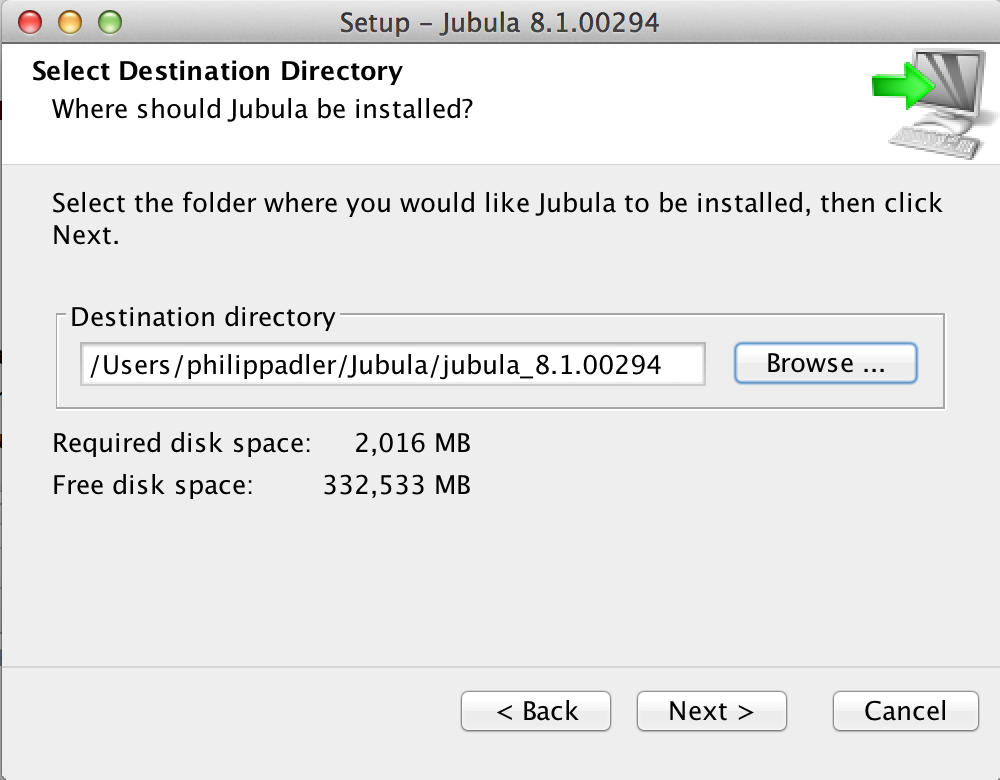 Setup – Jubula 8.1.00294
Select Destination Directory
Where should Jubula be installed?
Select the folder where you would like Jubula to be installed, then click
Next.
Destination directory
/Users/philippadler/Jubula/jubula_8.1.00294
Browse ...
Required disk space: 2,016 MB
Free disk space: 332,533 MB
< Back
Next >
Cancel